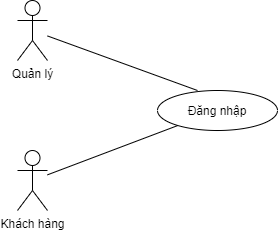 Quản lý
Đăng nhập
Khách hàng